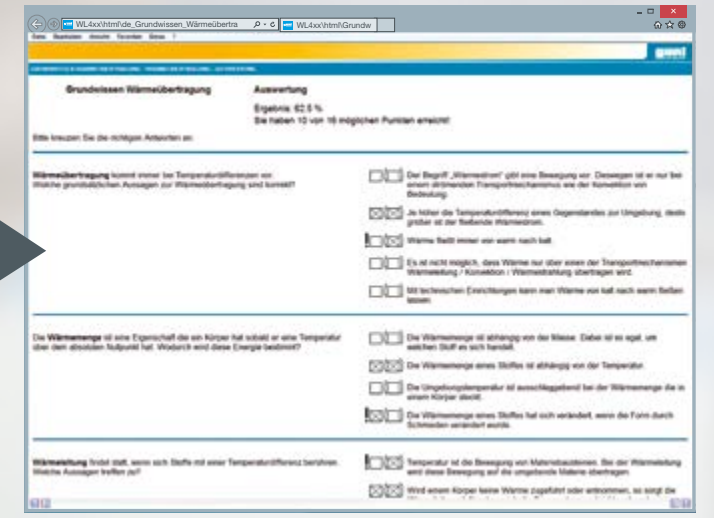 WL4xx\html\de_Grundwissen_Wärmeübertra
WL4xx\html\Grundw
Datei Bearbeiten Ansicht Favoriten Extras ?
gunt
Grundwissen Wärmeübertragung
Auswertung
Ergebnis: 62.5 %
Sie haben 10 von 16 möglichen Punkten erreicht!
Bitte kreuzen Sie die richtigen Antworten an:
Wärmeübertragung kommt immer bei Temperaturdifferenzen vor.
Welche grundsätzlichen Aussagen zur Wärmeübertragung sind korrekt?
Der Begriff „Wärmestrom" gibt eine Bewegung vor. Deswegen ist er nur bei
einem strömenden Transportmechanismus wie der Konvektion von
Bedeutung.
Je höher die Temperaturdifferenz eines Gegenstandes zur Umgebung, desto
größer ist der fließende Wärmestrom.
Wärme fließt immer von warm nach kalt.
Es ist nicht möglich, dass Wärme nur über einen der Transportmechanismen
Wärmeleitung / Konvektion / Wärmestrahlung übertragen wird.
Mit technischen Einrichtungen kann man Wärme von kalt nach warm fließen
lassen.
Die Wärmemenge ist eine Eigenschaft die ein Körper hat sobald er eine Temperatur
über dem absoluten Nullpunkt hat. Wodurch wird diese Energie bestimmt?
Die Wärmemenge ist abhängig von der Masse. Dabei ist es egal, um
welchen Stoff es sich handelt.
Die Wärmemenge eines Stoffes ist abhängig von der Temperatur.
Die Umgebungstemperatur ist ausschlaggebend bei der Wärmemenge die in
einem Körper steckt.
Die Wärmemenge eines Stoffes hat sich verändert, wenn die Form durch
Schmieden verändert wurde.
Wärmeleitung findet statt, wenn sich Stoffe mit einer Temperaturdifferenz berühren.
Welche Aussagen treffen zu?
Temperatur ist die Bewegung von Materiebausteinen. Bei der Wärmeleitung
wird diese Bewegung auf die umgebende Materie übertragen.
Wird einem Körper keine Wärme zugeführt oder entnommen, so sorgt die